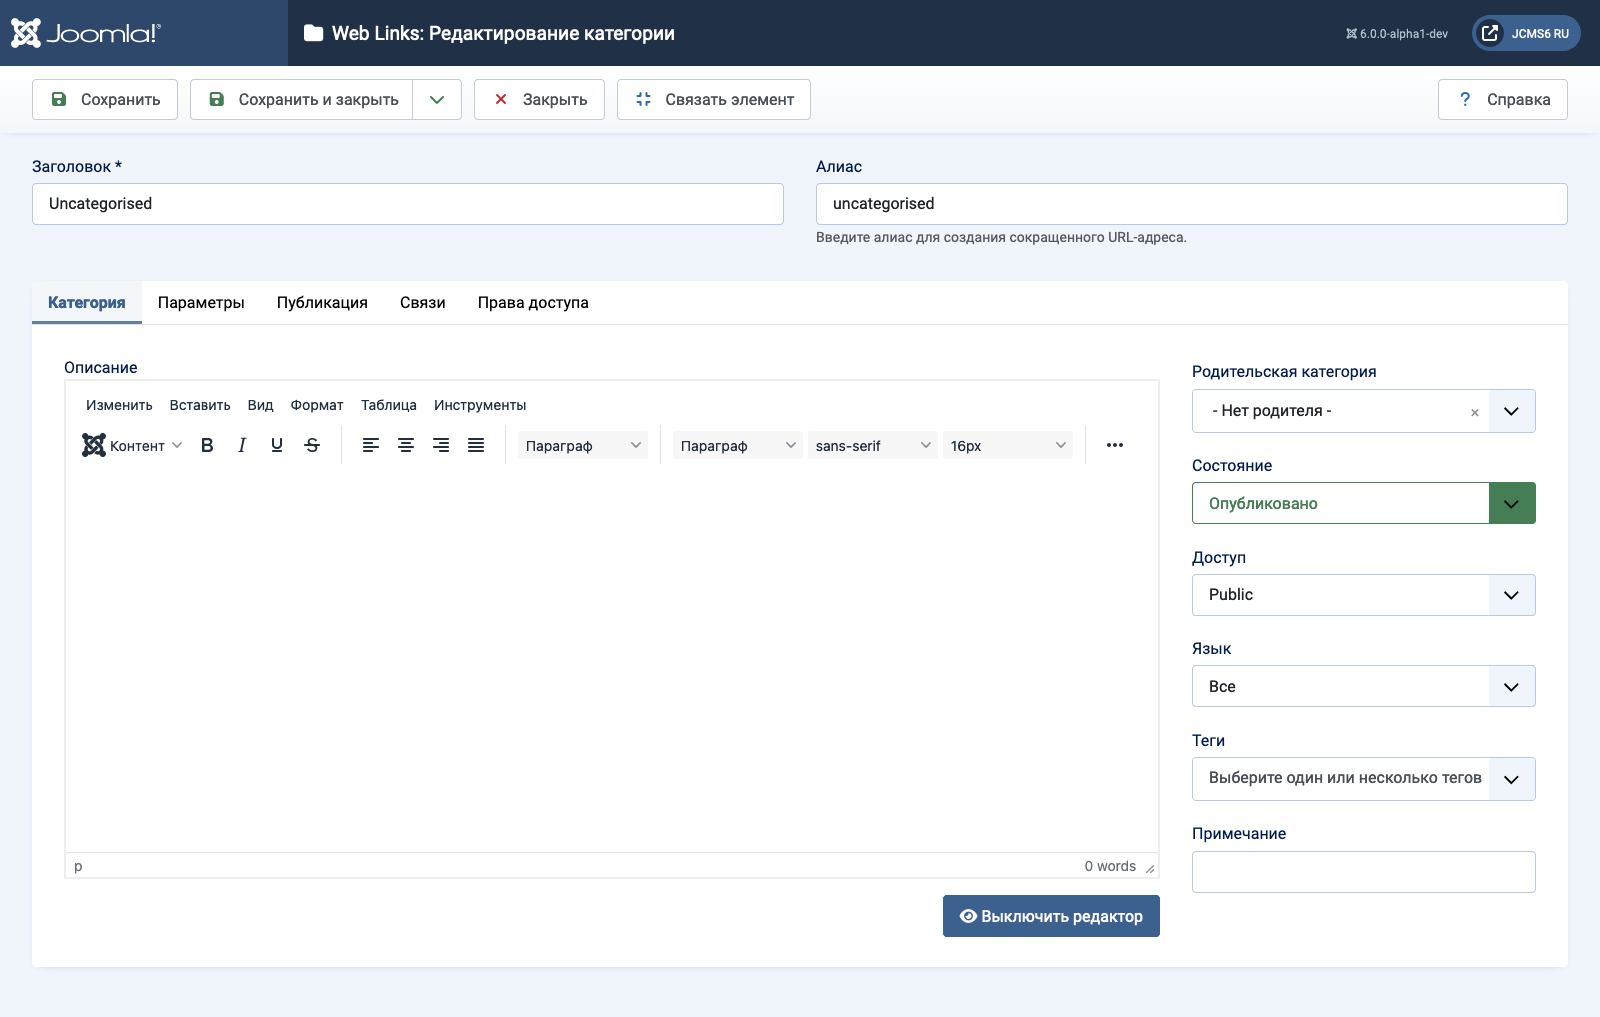 Joomla!® Web Links: Редактирование категории 6.0.0-alpha1-dev JCMS6 RU
Сохранить Сохранить и закрыть Закрыть Связать элемент ? Справка
Заголовок * Алиас
Uncategorised uncategorised
Введите алиас для создания сокращенного URL-адреса.
Категория Параметры Публикация Связи Права доступа
Описание
Изменить Вставить Вид Формат Таблица Инструменты
Контент B I U S Параграф Параграф sans-serif 16px
p 0 words
Выключить редактор
Родительская категория
- Нет родителя - ×
Состояние
Опубликовано
Доступ
Public
Язык
Все
Теги
Выберите один или несколько тегов
Примечание